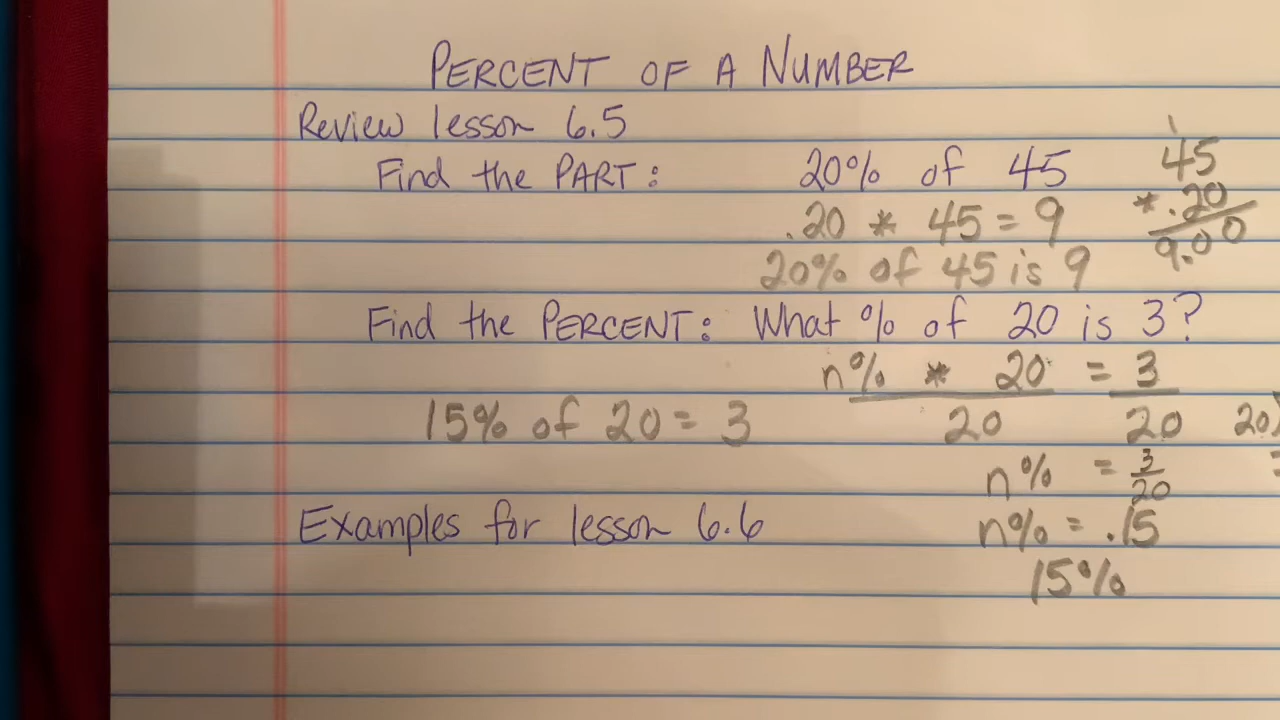 PERCENT OF A NUMBER
Review lesson 6.5
Find the PART: 20% of 45
.20 * 45 = 9
20% of 45 is 9
45
* .20
9.00
Find the PERCENT: What % of 20 is 3?
n% * 20 = 3
20 20
15% of 20 = 3
n% = 3/20
n% = .15
15%
20)
=
Examples for lesson 6.6